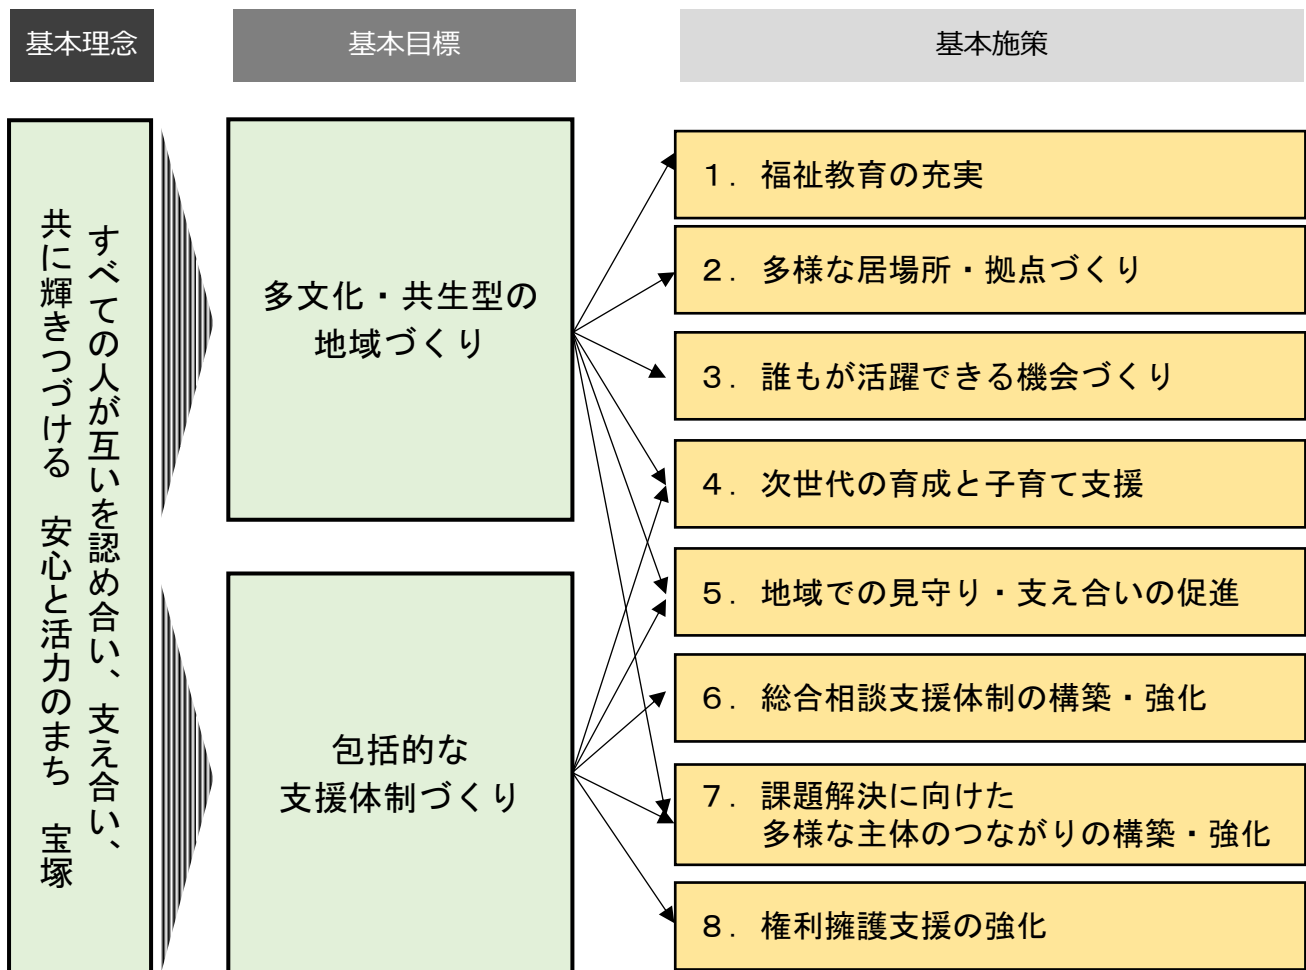 基本理念
基本目標
基本施策
すべての人が互いを認め合い、支え合い、
共に輝きつづける　安心と活力のまち　宝塚
多文化・共生型の
地域づくり
包括的な
支援体制づくり
１．福祉教育の充実
２．多様な居場所・拠点づくり
３．誰もが活躍できる機会づくり
４．次世代の育成と子育て支援
５．地域での見守り・支え合いの促進
６．総合相談支援体制の構築・強化
７．課題解決に向けた
多様な主体のつながりの構築・強化
８．権利擁護支援の強化